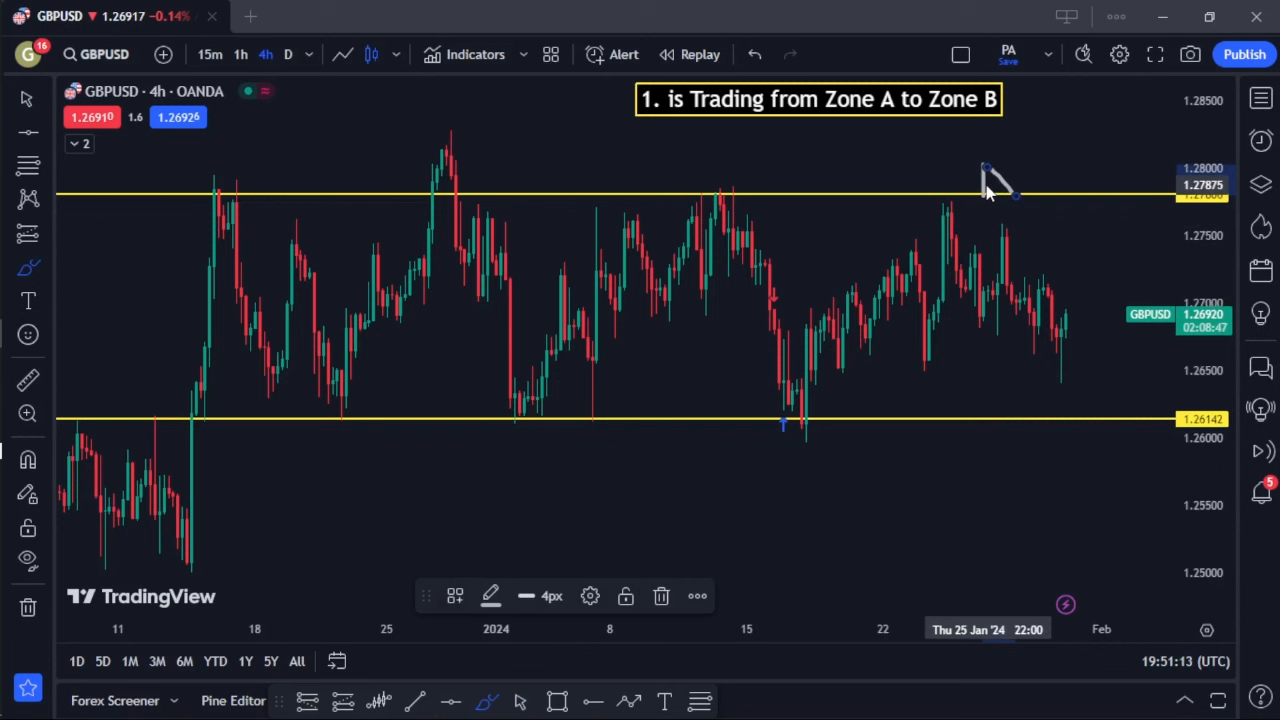 GBPUSD ▼ 1.26917 -0.14%
G 16 GBPUSD 15m 1h 4h D Indicators Alert Replay PA Save Publish
GBPUSD · 4h · OANDA
1. is Trading from Zone A to Zone B
1.26910 1.6 1.26926
2
1.28500
1.28000
1.27875
1.27500
1.27000
GBPUSD 1.26920
02:08:47
1.26500
1.26142
1.26000
1.25500
1.25000
5
TradingView
4px
11 18 25 2024 8 15 22 Thu 25 Jan '24 22:00 Feb
1D 5D 1M 3M 6M YTD 1Y 5Y All 19:51:13 (UTC)
Forex Screener Pine Editor